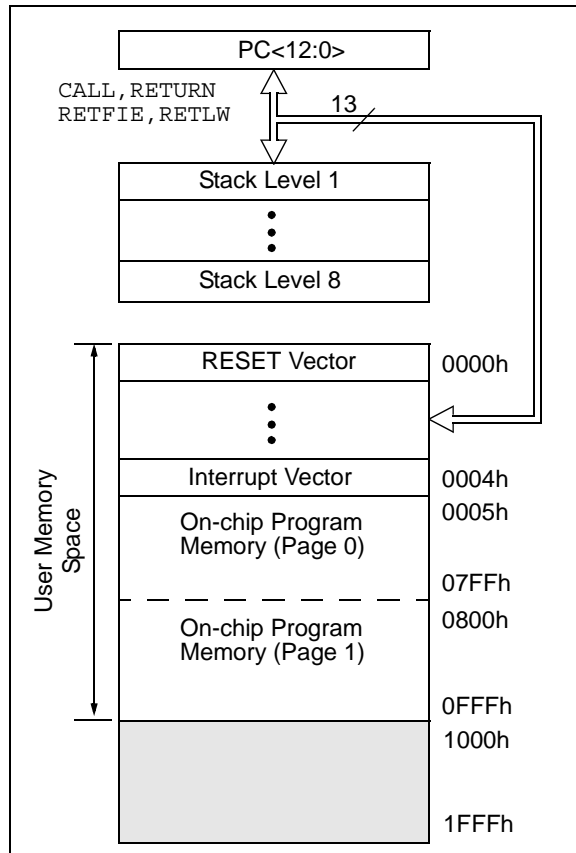 PC<12:0>
CALL,RETURN
RETFIE,RETLW
13
Stack Level 1
Stack Level 8
RESET Vector
0000h
Interrupt Vector
0004h
0005h
On-chip Program
Memory (Page 0)
07FFh
0800h
On-chip Program
Memory (Page 1)
0FFFh
1000h
1FFFh
User Memory
Space